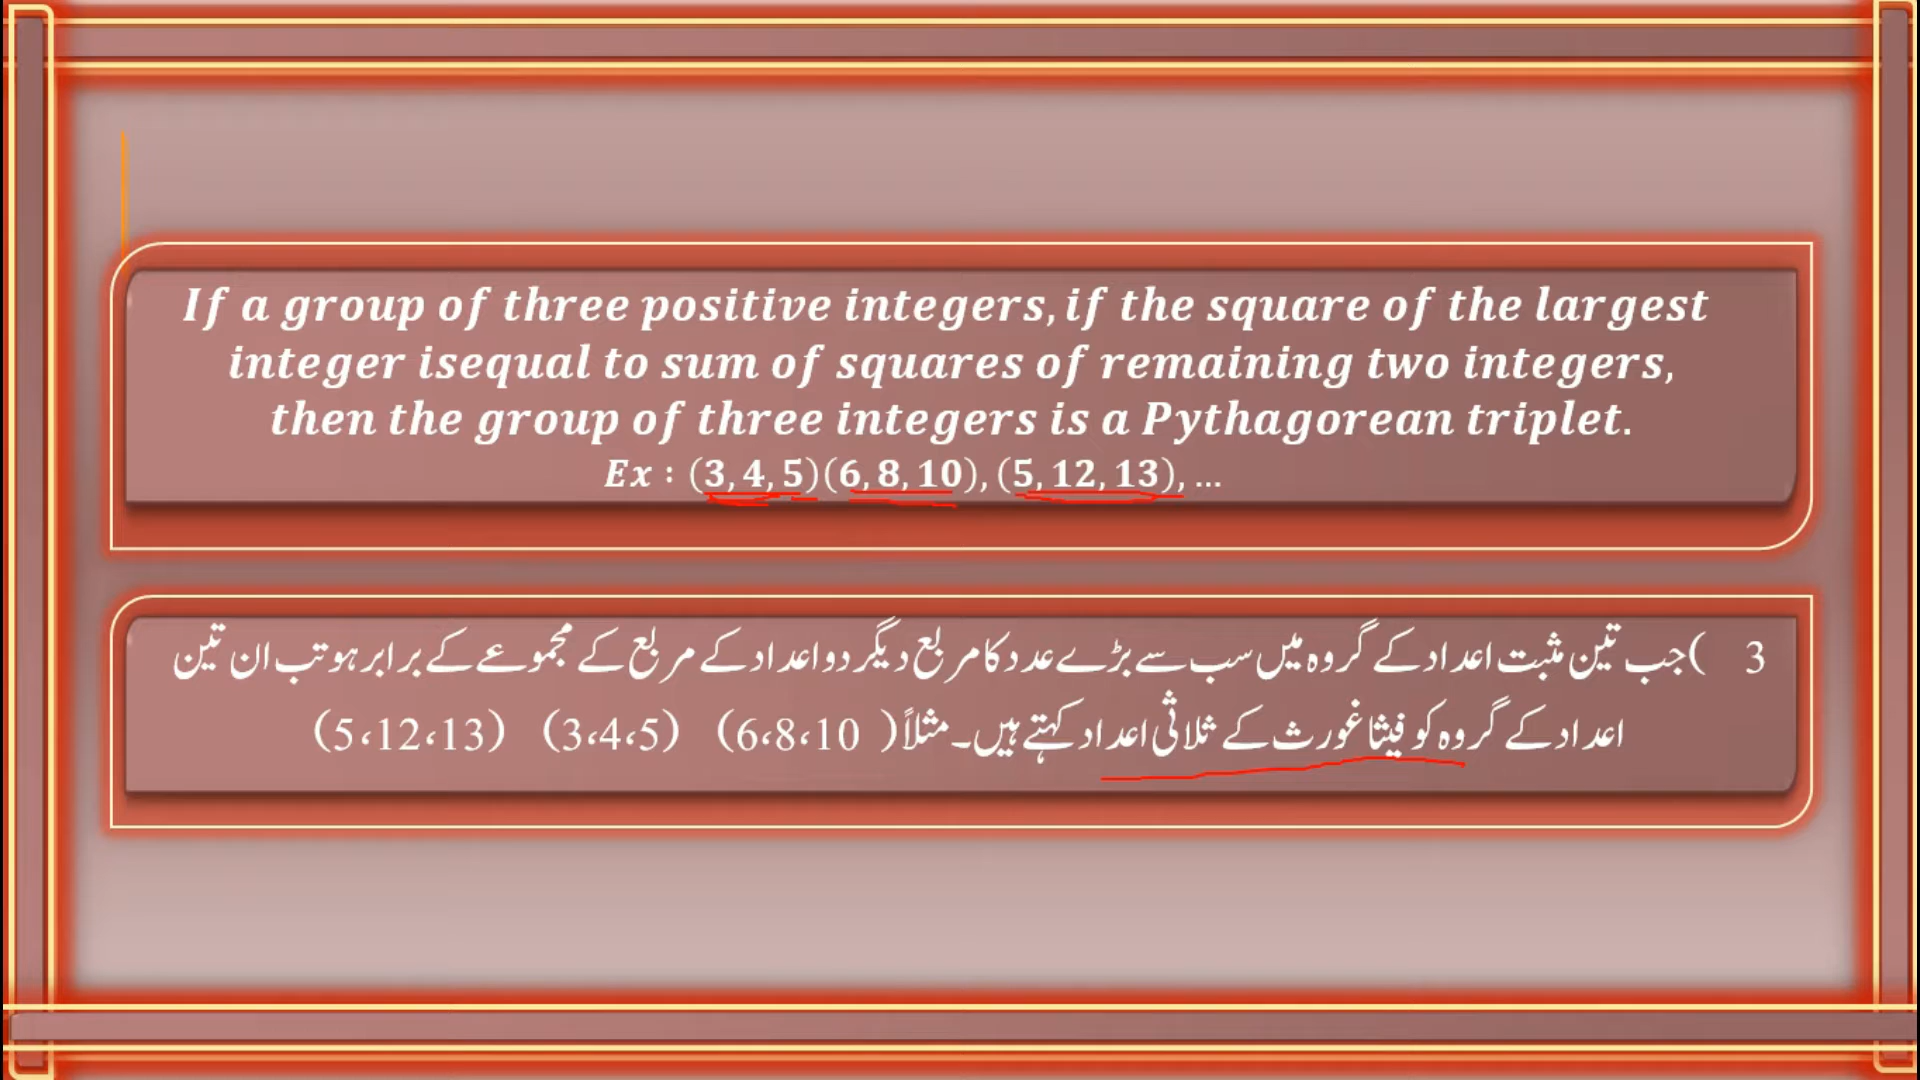 If a group of three positive integers, if the square of the largest
integer isequal to sum of squares of remaining two integers,
then the group of three integers is a Pythagorean triplet.
Ex : (3, 4, 5)(6, 8, 10), (5, 12, 13), ...
3 ) جب تین مثبت اعداد کے گروہ میں سب سے بڑے عدد کا مربع دیگر دو اعداد کے مربع کے مجموعے کے برابر ہو تب ان تین
اعداد کے گروہ کو فیثا غورث کے ثلاثی اعداد کہتے ہیں۔ مثلاً ( 6،8،10) (3،4،5) (5،12،13)